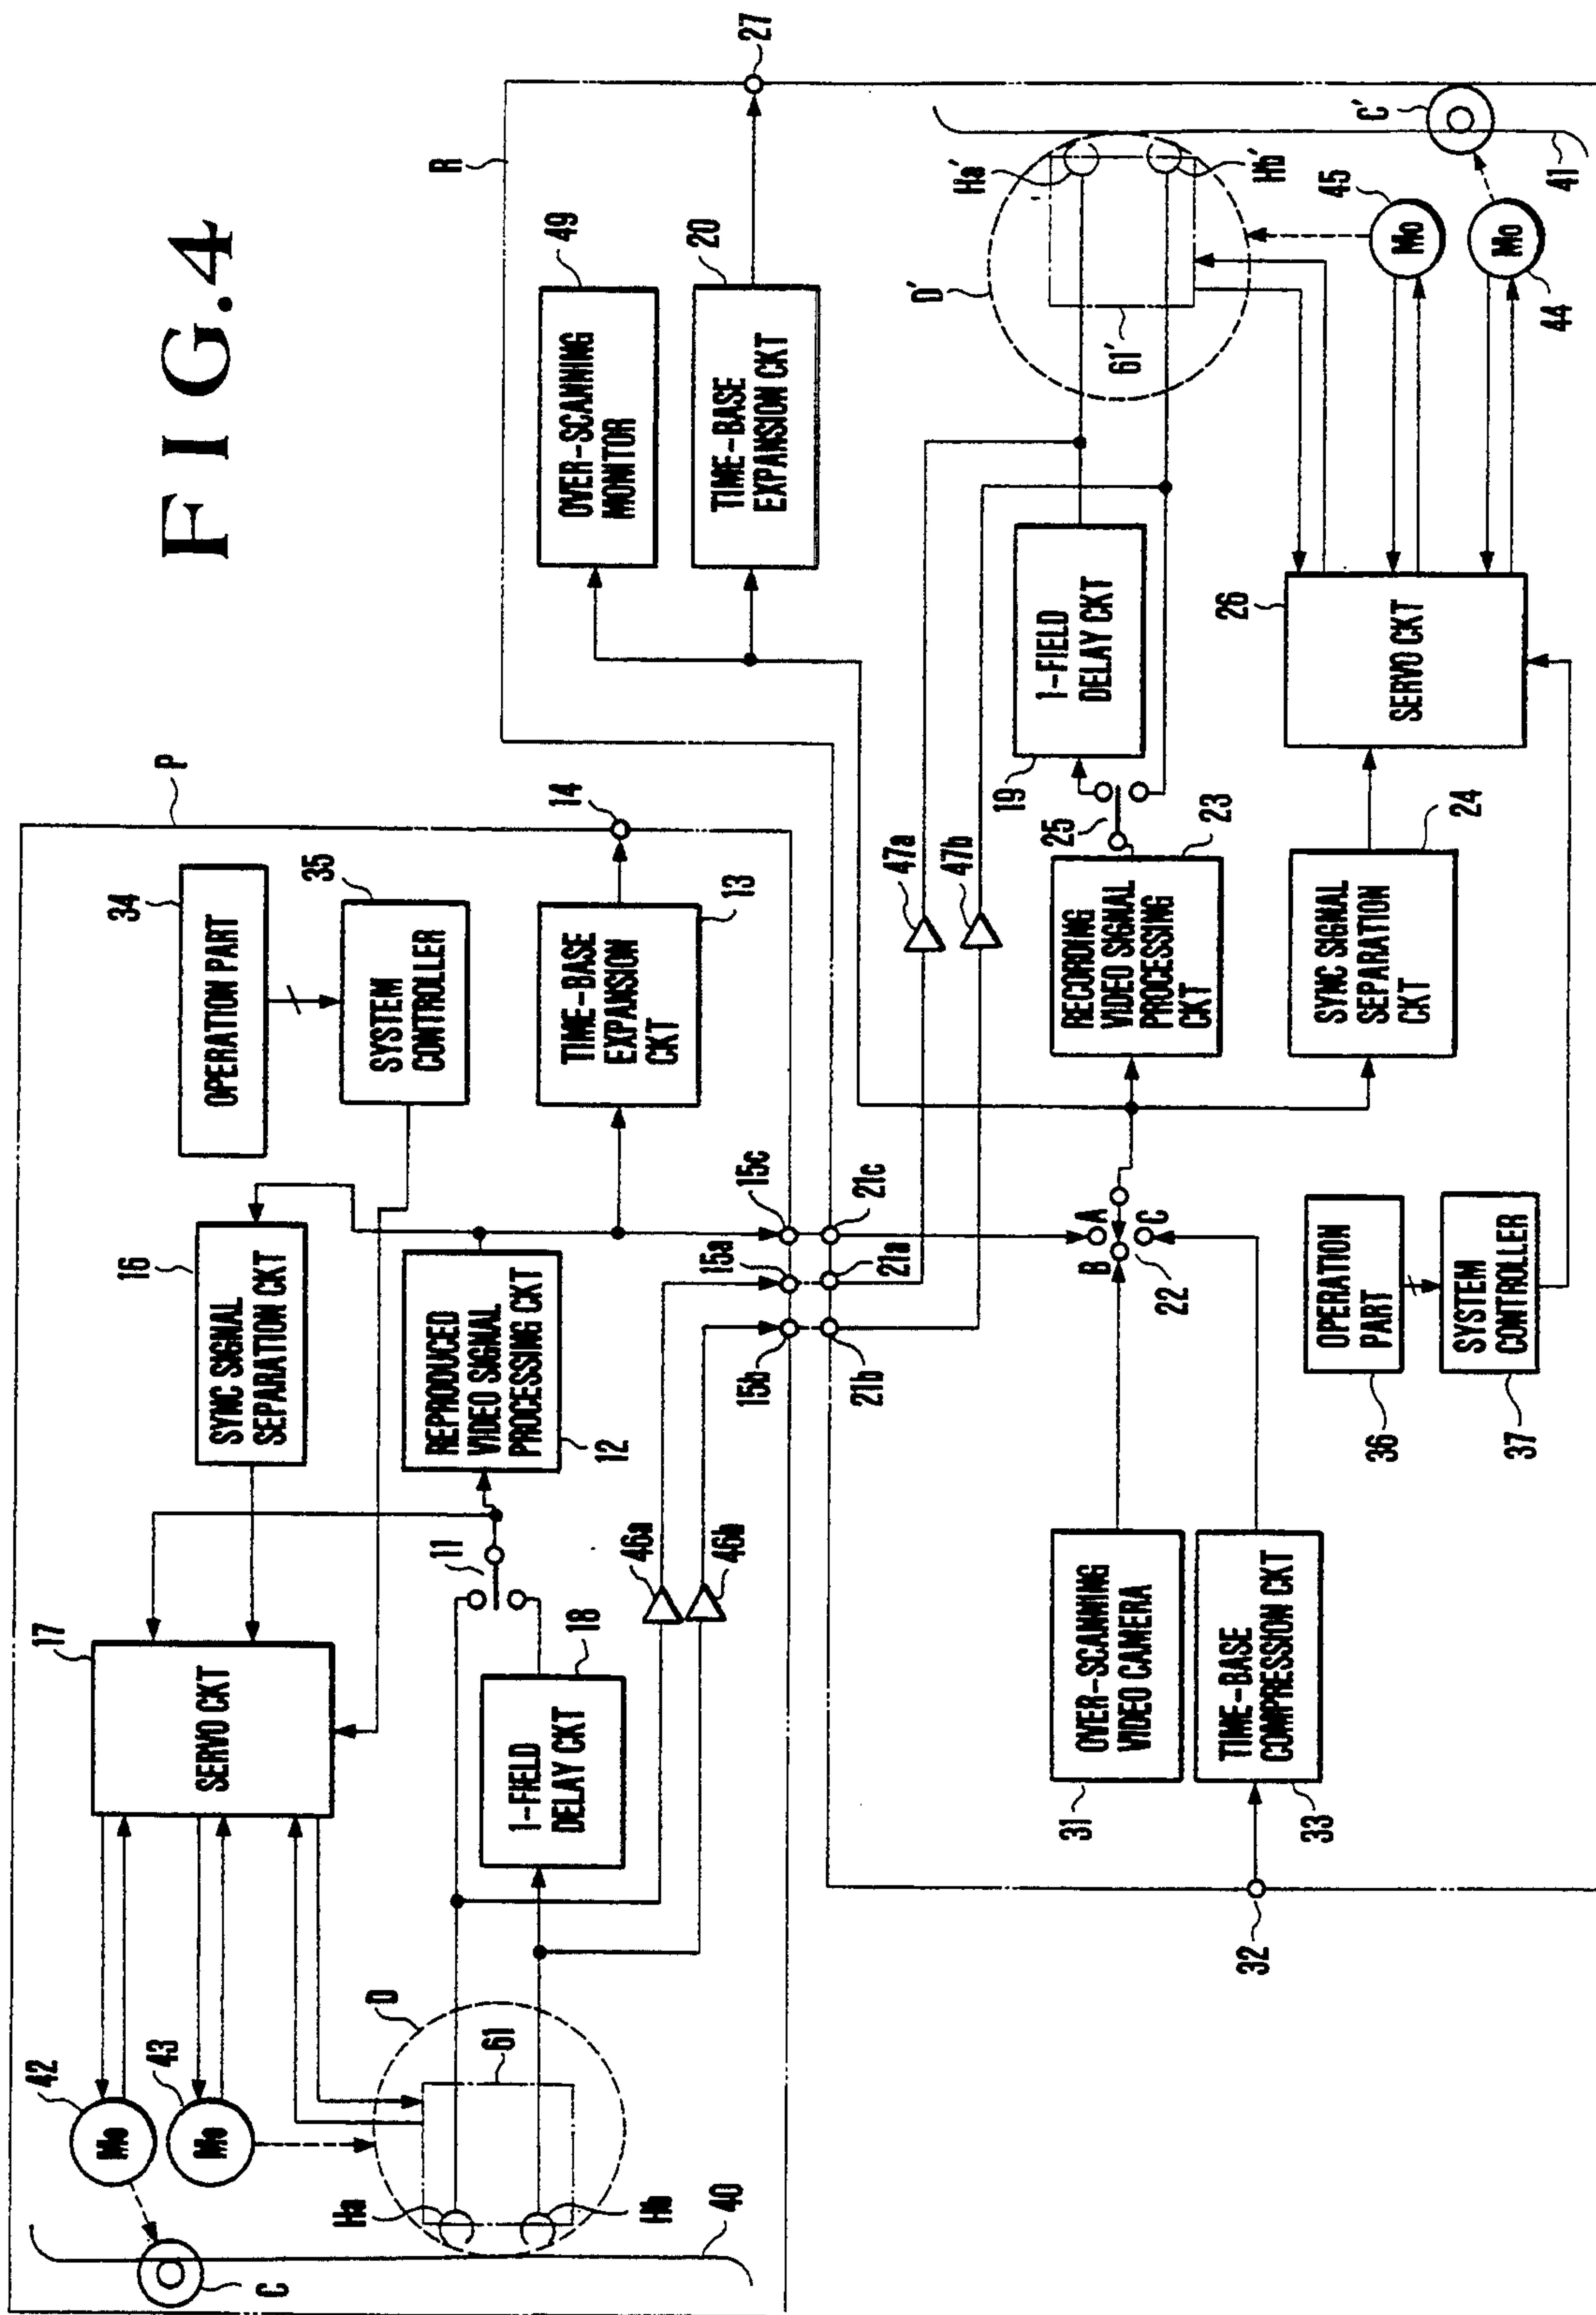 FIG.4
P
34
OPERATION PART
35
SYSTEM
CONTROLLER
TIME-BASE
EXPANSION
CKT
13
14
16
SYNC SIGNAL
SEPARATION CKT
REPRODUCED
VIDEO SIGNAL
PROCESSING CKT
12
15c
15a
15b
17
SERVO CKT
11
1-FIELD
DELAY CKT
18
46a
46b
42
Mo
43
Mo
D
61
Ha
Hb
40
C
R
OVER-SCANNING
MONITOR
49
TIME-BASE
EXPANSION CKT
20
27
21c
21a
21b
47a
47b
1-FIELD
DELAY CKT
19
25
RECORDING
VIDEO SIGNAL
PROCESSING
CKT
23
SYNC SIGNAL
SEPARATION
CKT
24
26
SERVO CKT
D'
61'
Ha'
Hb'
C'
45
Mo
Mo
44
41
A
B
C
22
OPERATION
PART
36
SYSTEM
CONTROLLER
37
OVER-SCANNING
VIDEO CAMERA
31
TIME-BASE
COMPRESSION CKT
33
32